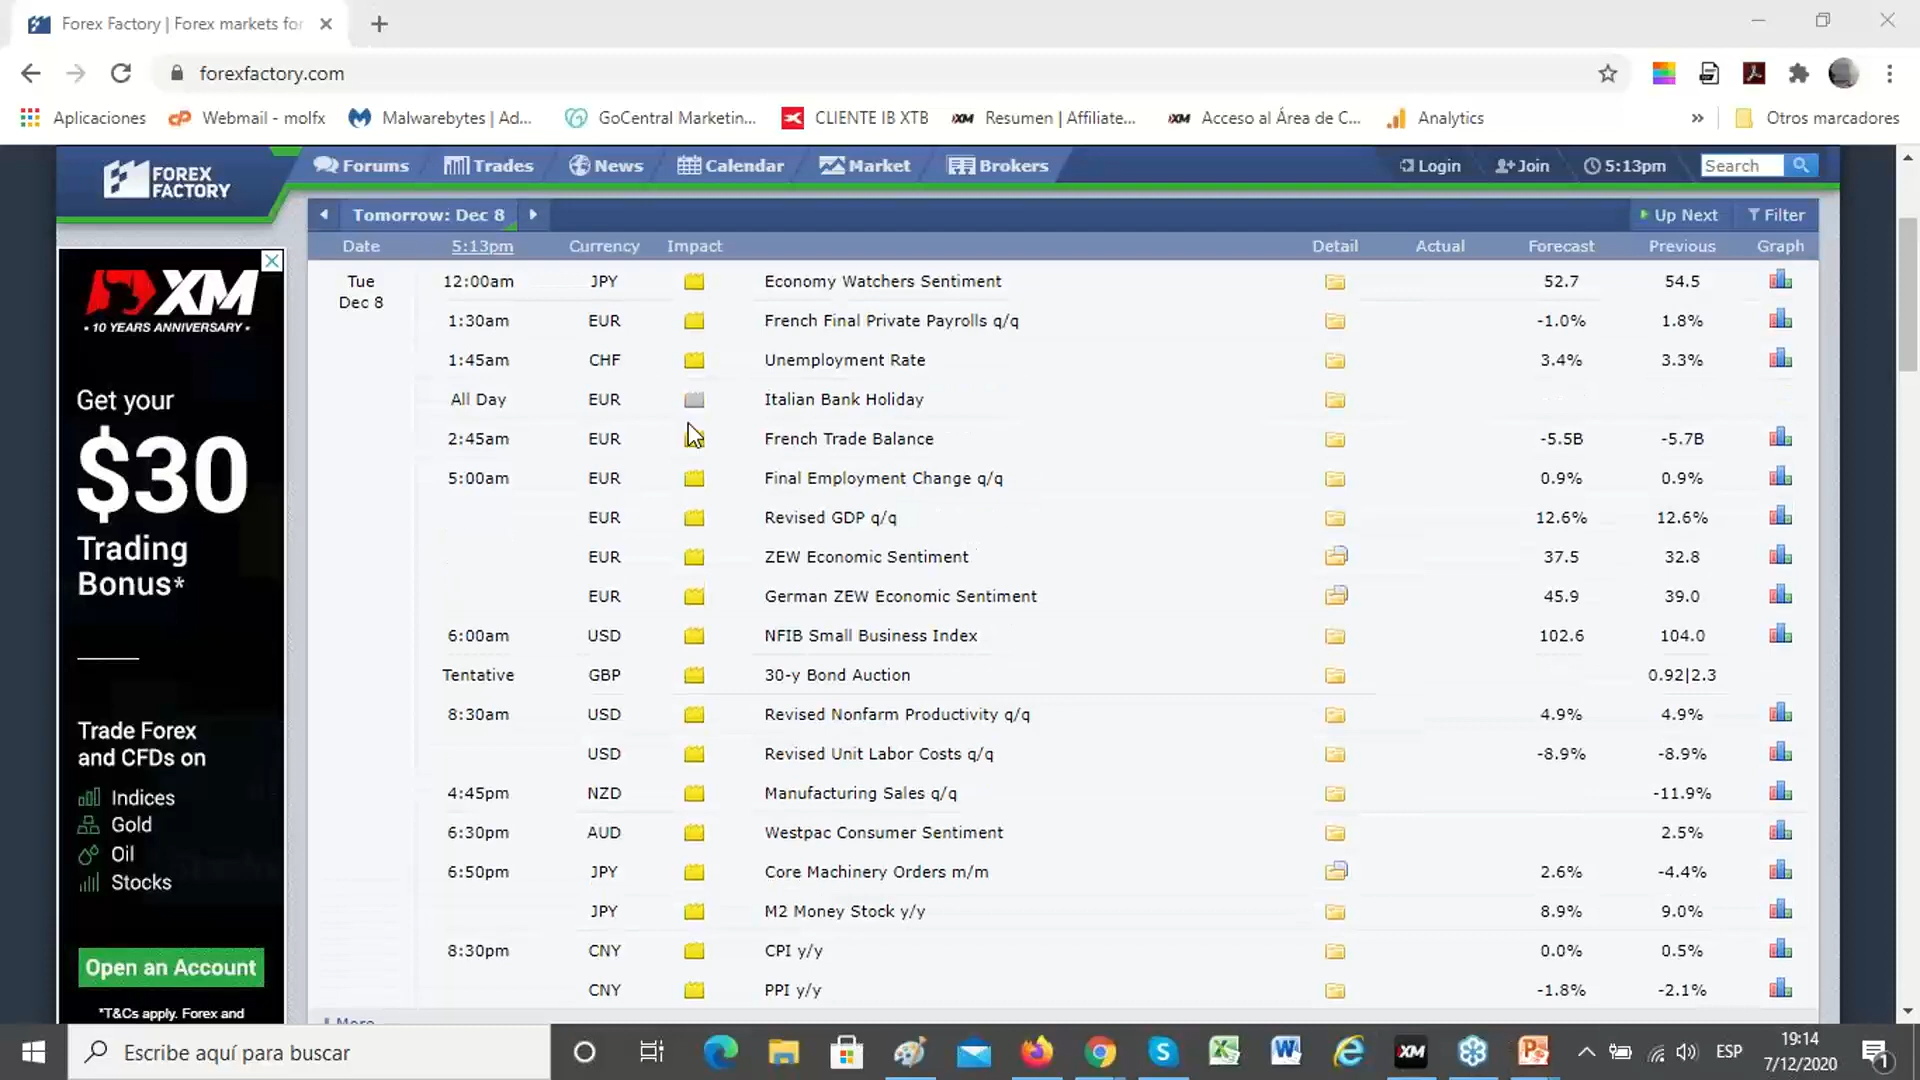 Forex Factory | Forex markets for
forexfactory.com
Aplicaciones Webmail - molfx Malwarebytes | Ad... GoCentral Marketin... CLIENTE IB XTB XM Resumen | Affiliate... XM Acceso al Área de C... Analytics » Otros marcadores
FOREX FACTORY Forums Trades News Calendar Market Brokers Login Join 5:13pm Search
Tomorrow: Dec 8 Up Next Filter
Date 5:13pm Currency Impact Detail Actual Forecast Previous Graph
Tue Dec 8 12:00am JPY Economy Watchers Sentiment 52.7 54.5
1:30am EUR French Final Private Payrolls q/q -1.0% 1.8%
1:45am CHF Unemployment Rate 3.4% 3.3%
All Day EUR Italian Bank Holiday
2:45am EUR French Trade Balance -5.5B -5.7B
5:00am EUR Final Employment Change q/q 0.9% 0.9%
EUR Revised GDP q/q 12.6% 12.6%
EUR ZEW Economic Sentiment 37.5 32.8
EUR German ZEW Economic Sentiment 45.9 39.0
6:00am USD NFIB Small Business Index 102.6 104.0
Tentative GBP 30-y Bond Auction 0.92|2.3
8:30am USD Revised Nonfarm Productivity q/q 4.9% 4.9%
USD Revised Unit Labor Costs q/q -8.9% -8.9%
4:45pm NZD Manufacturing Sales q/q -11.9%
6:30pm AUD Westpac Consumer Sentiment 2.5%
6:50pm JPY Core Machinery Orders m/m 2.6% -4.4%
JPY M2 Money Stock y/y 8.9% 9.0%
8:30pm CNY CPI y/y 0.0% 0.5%
CNY PPI y/y -1.8% -2.1%
More
XM
• 10 YEARS ANNIVERSARY •
Get your
$30
Trading
Bonus*
Trade Forex
and CFDs on
Indices
Gold
Oil
Stocks
Open an Account
*T&Cs apply. Forex and
Escribe aquí para buscar XM ESP 19:14
7/12/2020 1